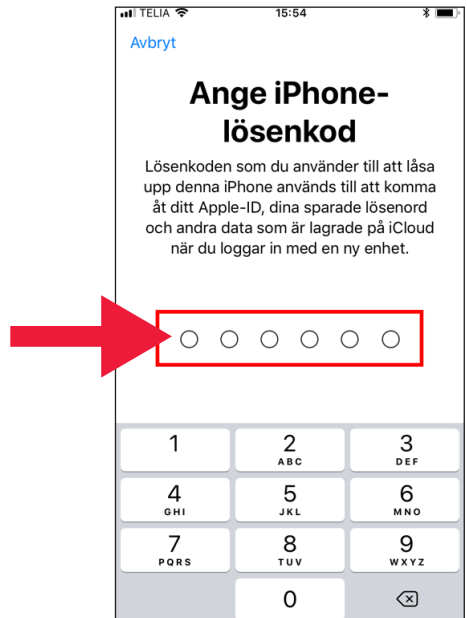 TELIA 15:54
Avbryt
Ange iPhone-
lösenkod
Lösenkoden som du använder till att låsa
upp denna iPhone används till att komma
åt ditt Apple-ID, dina sparade lösenord
och andra data som är lagrade på iCloud
när du loggar in med en ny enhet.
1 2 3
ABC DEF
4 5 6
GHI JKL MNO
7 8 9
PQRS TUV WXYZ
0